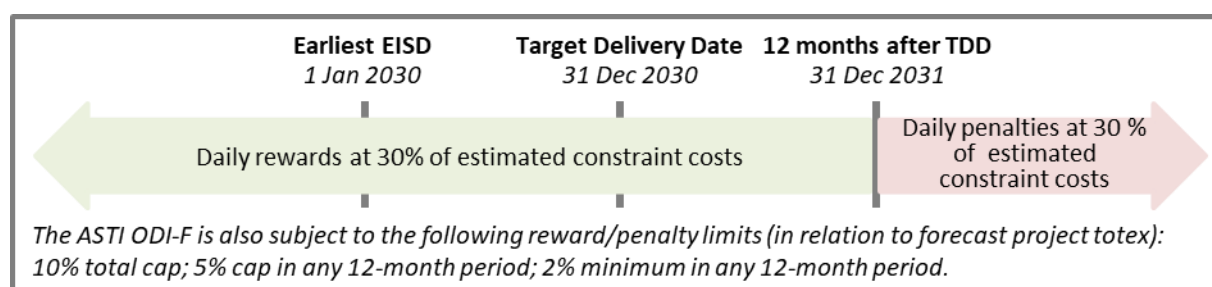 Earliest EISD
1 Jan 2030
Target Delivery Date
31 Dec 2030
12 months after TDD
31 Dec 2031
Daily rewards at 30% of estimated constraint costs
Daily penalties at 30 %
of estimated
constraint costs
The ASTI ODI-F is also subject to the following reward/penalty limits (in relation to forecast project totex):
10% total cap; 5% cap in any 12-month period; 2% minimum in any 12-month period.